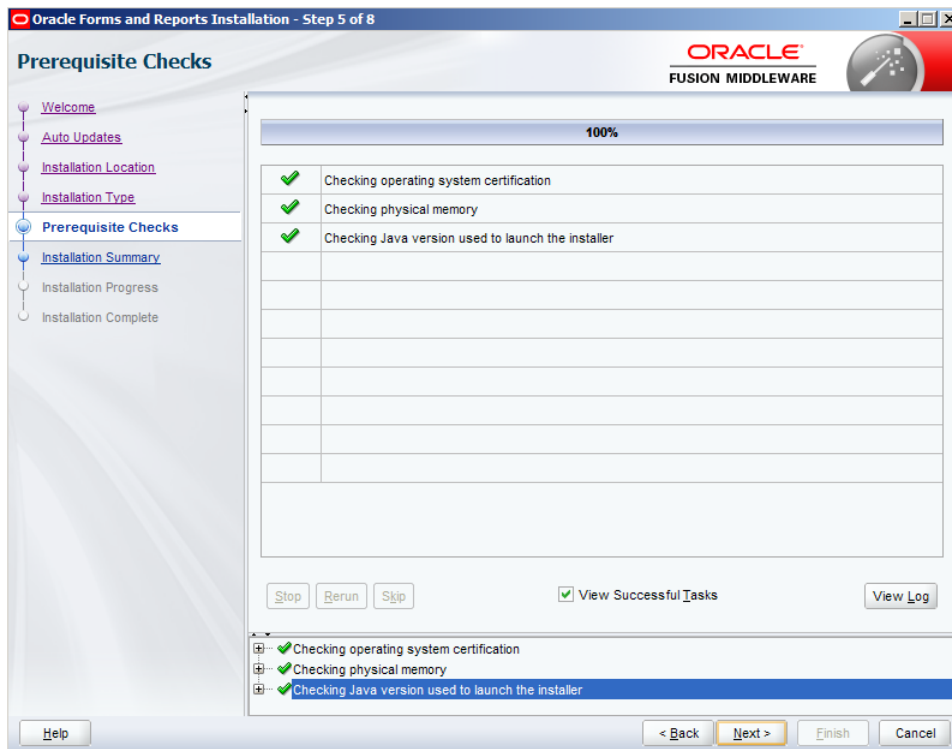 Oracle Forms and Reports Installation - Step 5 of 8
Prerequisite Checks
ORACLE®
FUSION MIDDLEWARE
Welcome
Auto Updates
Installation Location
Installation Type
Prerequisite Checks
Installation Summary
Installation Progress
Installation Complete
100%
Checking operating system certification
Checking physical memory
Checking Java version used to launch the installer
Stop Rerun Skip View Successful Tasks View Log
Checking operating system certification
Checking physical memory
Checking Java version used to launch the installer
Help < Back Next > Finish Cancel